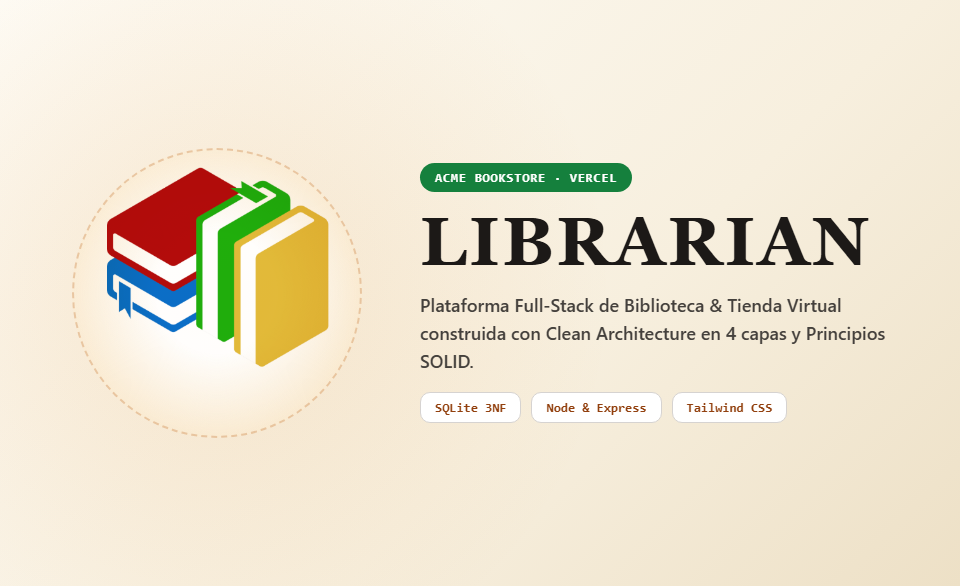 ACME BOOKSTORE · VERCEL
LIBRARIAN
Plataforma Full-Stack de Biblioteca & Tienda Virtual
construida con Clean Architecture en 4 capas y Principios
SOLID.
SQLite 3NF
Node & Express
Tailwind CSS